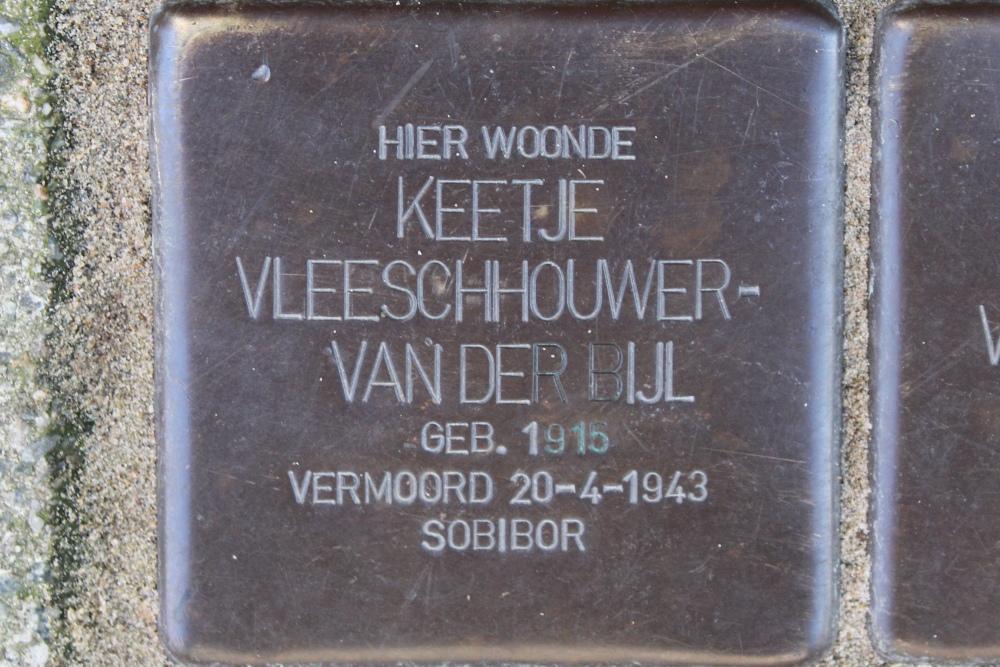 HIER WOONDE
KEETJE
VLEESCHHOUWER-
VAN DER BIJL
GEB. 1915
VERMOORD 20-4-1943
SOBIBOR
V